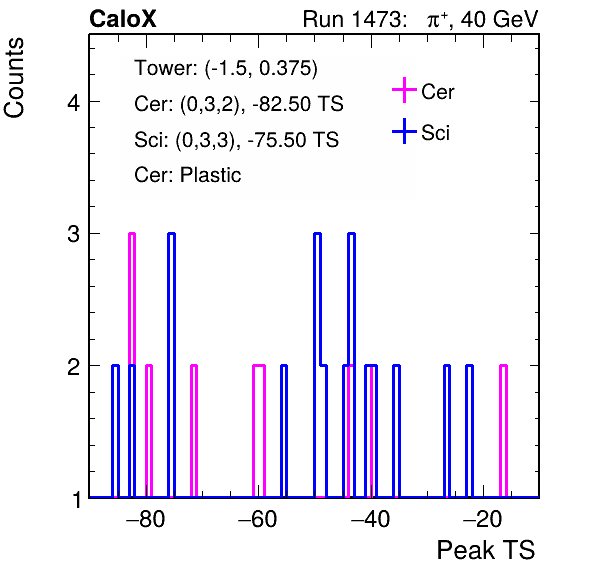 CaloX Run 1473: π⁺, 40 GeV
Counts
Tower: (-1.5, 0.375)
Cer: (0,3,2), -82.50 TS
Sci: (0,3,3), -75.50 TS
Cer: Plastic
Cer
Sci
4
3
2
1
−80 −60 −40 −20
Peak TS